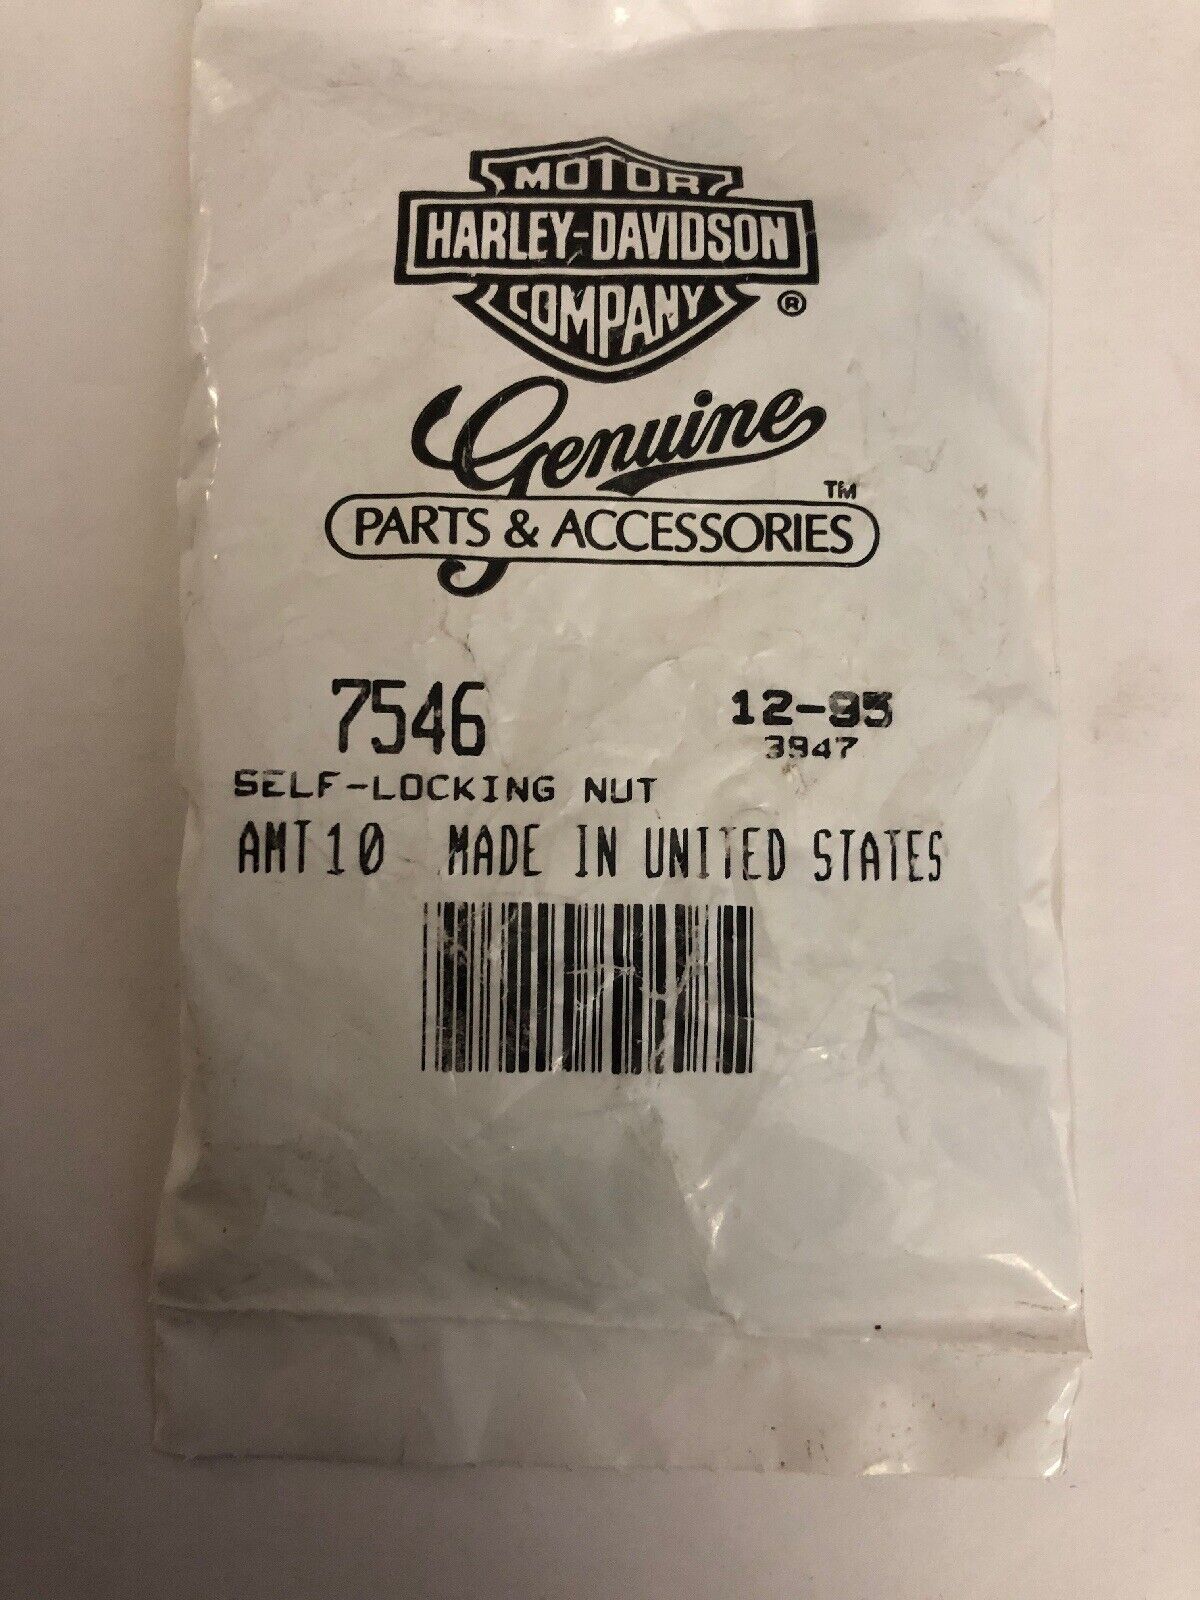 MOTOR
HARLEY-DAVIDSON
COMPANY ®
Genuine
PARTS & ACCESSORIES TM
7546 12-95
3947
SELF-LOCKING NUT
AMT10 MADE IN UNITED STATES